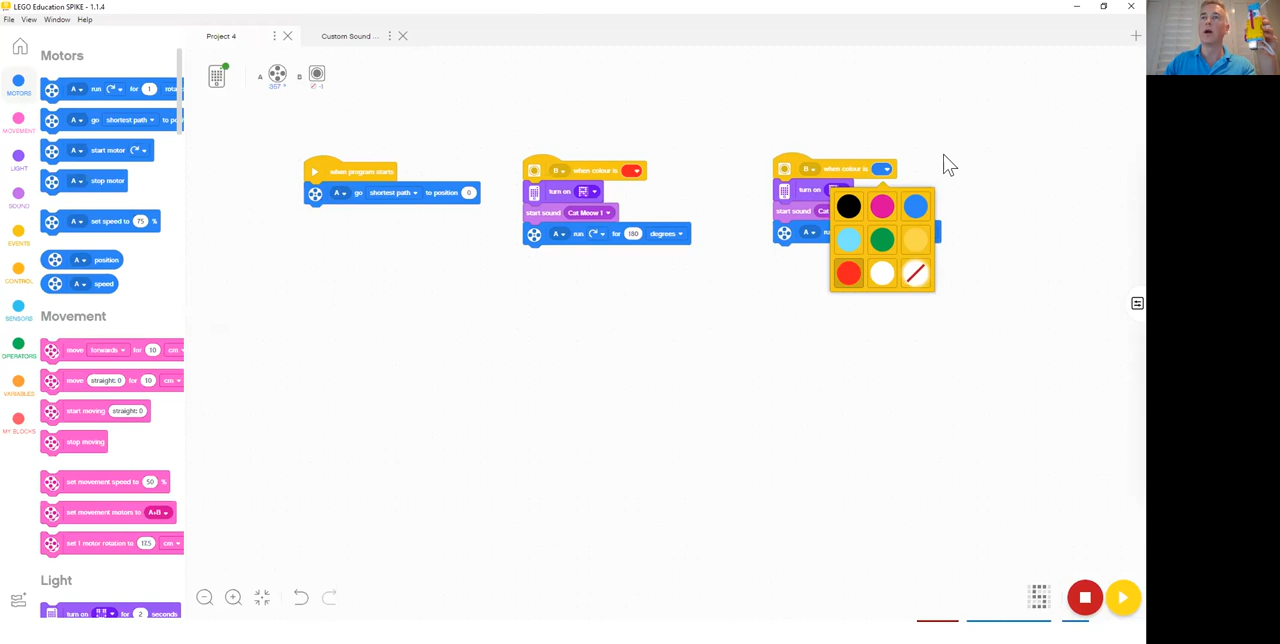 LEGO Education SPIKE - 1.1.4
File View Window Help
Project 4
Custom Sound ...
Motors
A 357 °
B -1
MOTORS
MOVEMENT
LIGHT
SOUND
EVENTS
CONTROL
SENSORS
OPERATORS
VARIABLES
MY BLOCKS
A run for 1
A go shortest path to
A start motor
A stop motor
A set speed to 75 %
A position
A speed
Movement
move forwards for 10 cm
move straight: 0 for 10 cm
start moving straight: 0
stop moving
set movement speed to 50 %
set movement motors to A+B
set 1 motor rotation to 17.5 cm
Light
turn on for 2 seconds
when program starts
A go shortest path to position 0
B when colour is
turn on
start sound Cat Meow 1
A run for 180 degrees
B when colour is
turn on
start sound
A